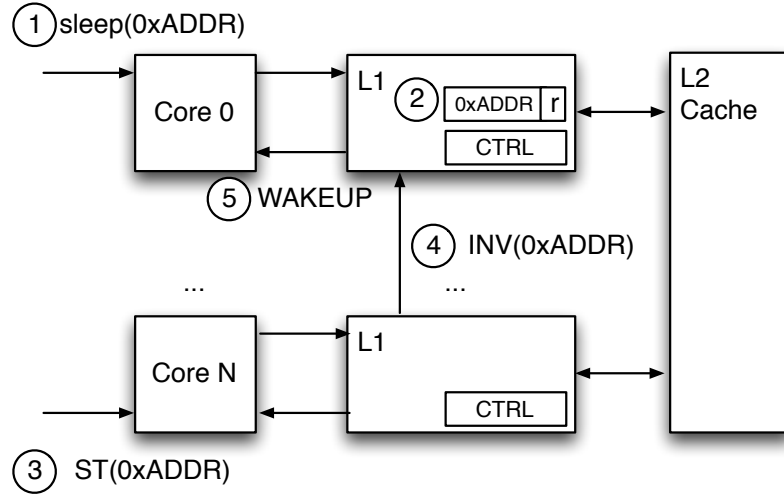 1 sleep(0xADDR)
Core 0
L1
2 0xADDR r
CTRL
L2
Cache
5 WAKEUP
4 INV(0xADDR)
... ...
Core N
L1
CTRL
3 ST(0xADDR)